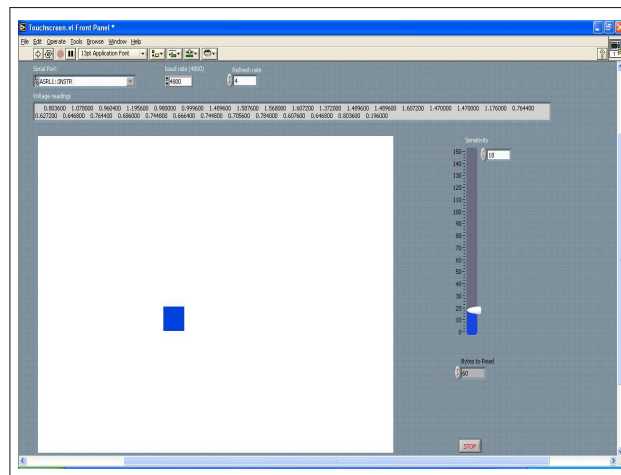 Touchscreen.vi Front Panel *
File Edit Operate Tools Browse Window Help
13pt Application Font
Serial Port: baud rate (4800) Refresh rate
ASRL1::INSTR 4800 4
Voltage readings
0.803600 1.078000 0.960400 1.195600 0.980000 0.999600 1.489600 1.587600 1.568000 1.607200 1.372000 1.489600 1.489600 1.607200 1.470000 1.470000 1.176000 0.764400
0.627200 0.646800 0.764400 0.686000 0.744800 0.666400 0.744800 0.705600 0.784000 0.607600 0.646800 0.803600 0.196000
Sensitivity
18
150
140
130
120
110
100
90
80
70
60
50
40
30
20
10
0
Bytes to Read
60
STOP